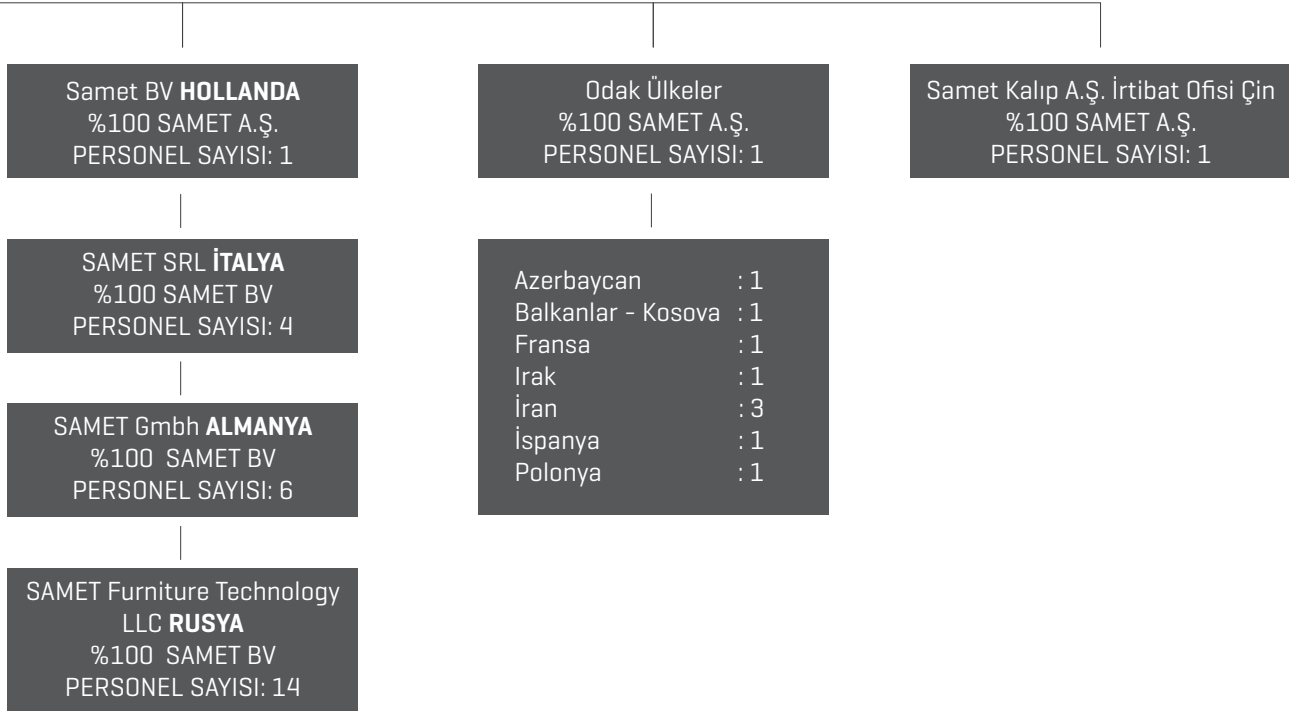 Samet BV HOLLANDA
%100 SAMET A.Ş.
PERSONEL SAYISI: 1
SAMET SRL İTALYA
%100 SAMET BV
PERSONEL SAYISI: 4
SAMET Gmbh ALMANYA
%100 SAMET BV
PERSONEL SAYISI: 6
SAMET Furniture Technology
LLC RUSYA
%100 SAMET BV
PERSONEL SAYISI: 14
Odak Ülkeler
%100 SAMET A.Ş.
PERSONEL SAYISI: 1
Azerbaycan : 1
Balkanlar - Kosova : 1
Fransa : 1
Irak : 1
İran : 3
İspanya : 1
Polonya : 1
Samet Kalıp A.Ş. İrtibat Ofisi Çin
%100 SAMET A.Ş.
PERSONEL SAYISI: 1